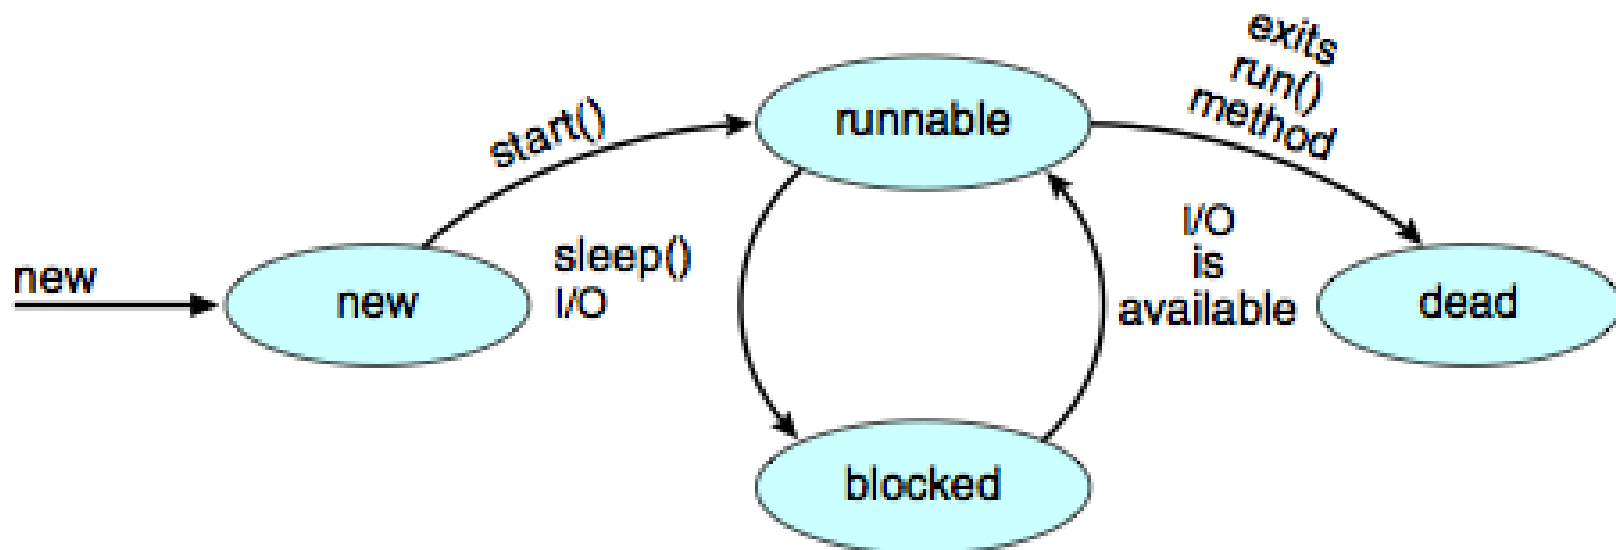 exits
run()
method
start()
runnable
new
new
sleep()
I/O
I/O
is
available
dead
blocked